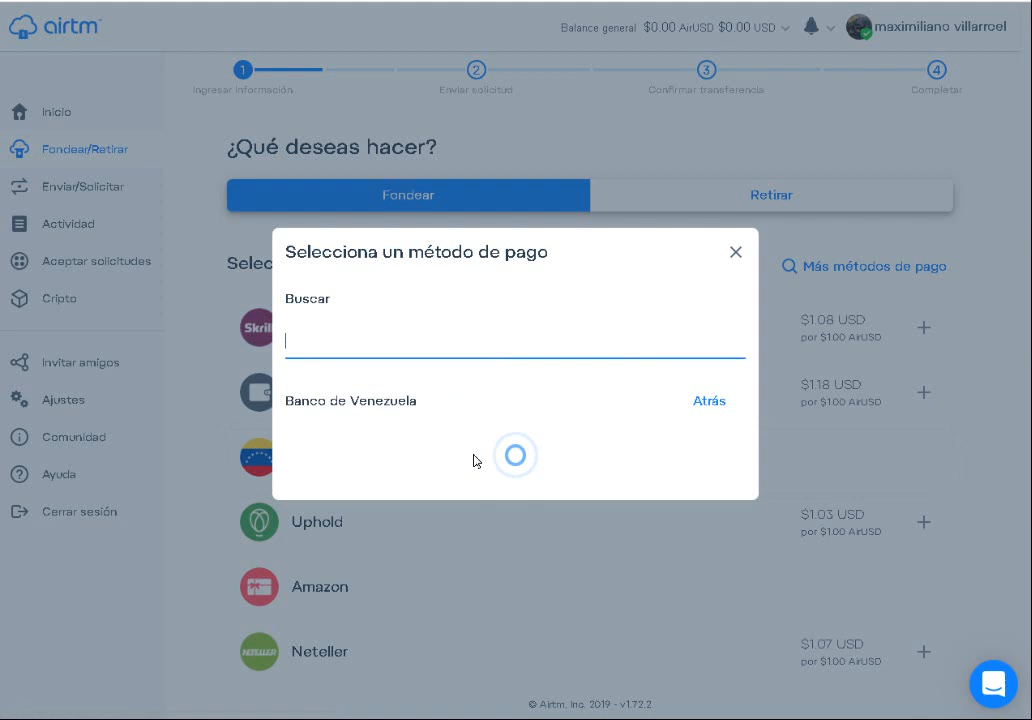 airtm
Balance general $0.00 AirUSD $0.00 USD
maximiliano villarroel
1
2
3
4
Ingresar información
Enviar solicitud
Confirmar transferencia
Completar
Inicio
Fondear/Retirar
Enviar/Solicitar
Actividad
Aceptar solicitudes
Cripto
Invitar amigos
Ajustes
Comunidad
Ayuda
Cerrar sesión
¿Qué deseas hacer?
Fondear
Retirar
Selec
Más métodos de pago
Selecciona un método de pago
Buscar
Banco de Venezuela
Atrás
Skril
$1.08 USD
por $1.00 AirUSD
$1.18 USD
por $1.00 AirUSD
Uphold
$1.03 USD
por $1.00 AirUSD
Amazon
NETELLER
Neteller
$1.07 USD
por $1.00 AirUSD
© Airtm, Inc. 2019 - v1.72.2